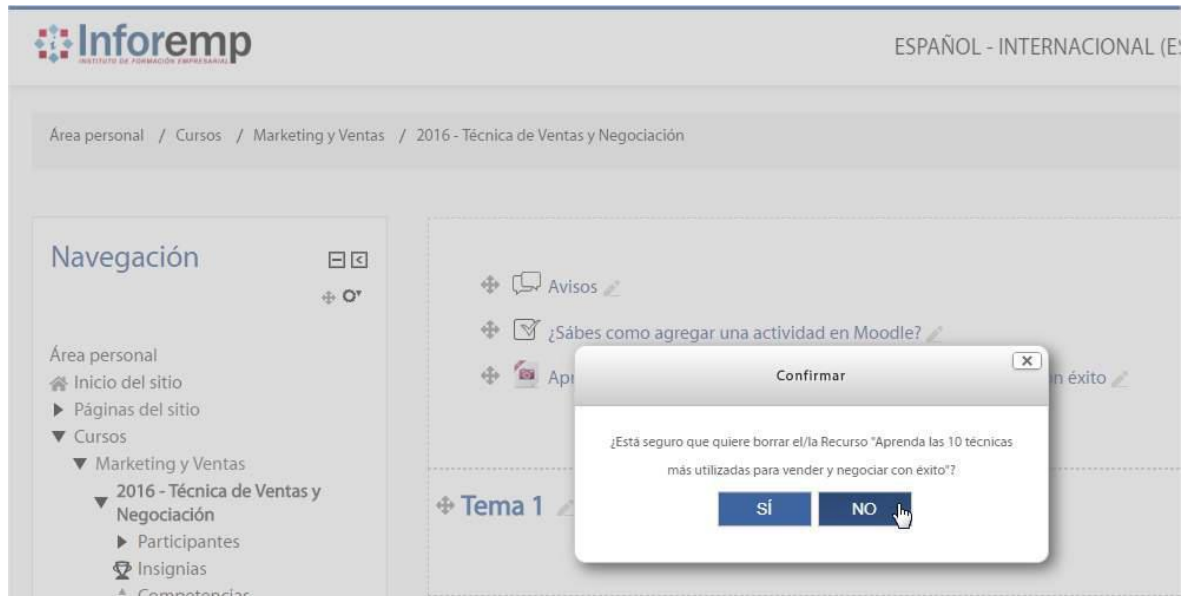 Inforemp
INSTITUTO DE FORMACIÓN EMPRESARIAL
ESPAÑOL - INTERNACIONAL (ES
Área personal / Cursos / Marketing y Ventas / 2016 - Técnica de Ventas y Negociación
Navegación
Área personal
Inicio del sitio
Páginas del sitio
Cursos
Marketing y Ventas
2016 - Técnica de Ventas y
Negociación
Participantes
Insignias
Competencias
Avisos
¿Sábes como agregar una actividad en Moodle?
Apr
n éxito
Tema 1
Confirmar
¿Está seguro que quiere borrar el/la Recurso "Aprenda las 10 técnicas
más utilizadas para vender y negociar con éxito"?
SÍ
NO